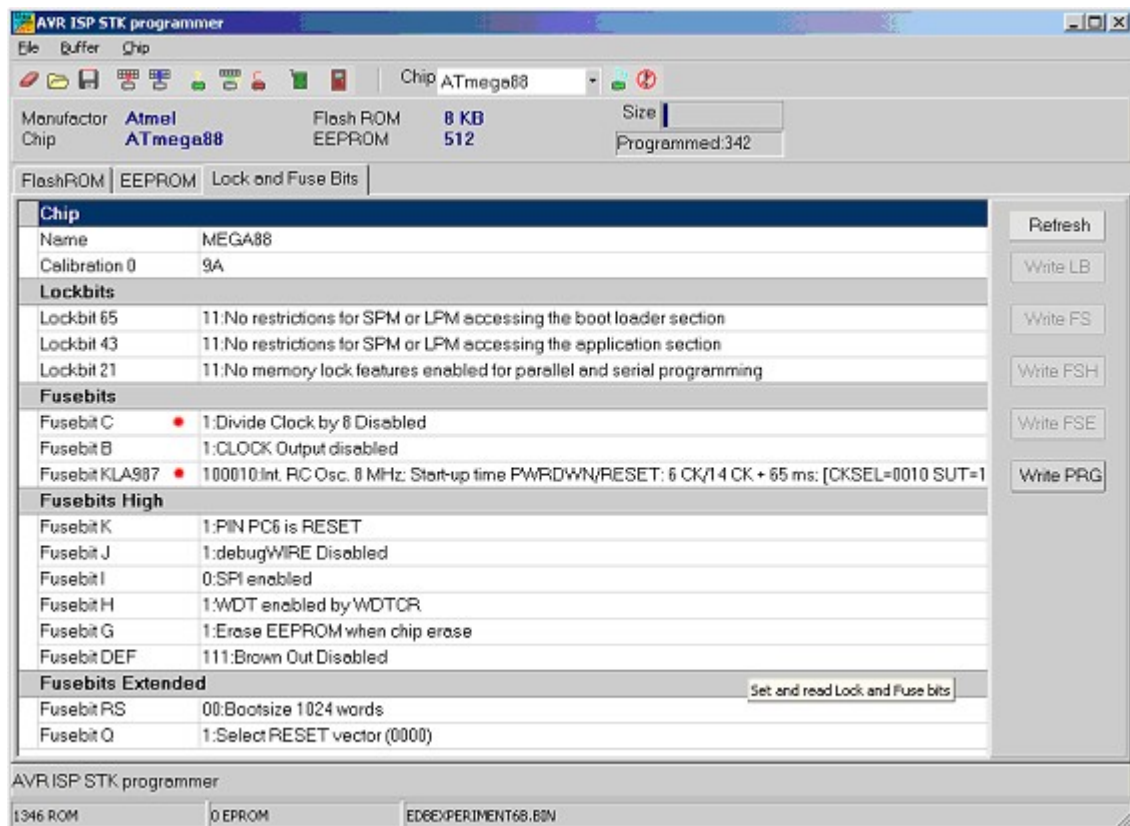 AVR ISP STK programmer
File Buffer Chip
Chip ATmega88
Manufactor Atmel Flash ROM 8 KB Size
Chip ATmega88 EEPROM 512 Programmed:342
FlashROM EEPROM Lock and Fuse Bits
Chip
Refresh
Name MEGA88
Calibration 0 9A
Write LB
Lockbits
Lockbit 65 11:No restrictions for SPM or LPM accessing the boot loader section
Write FS
Lockbit 43 11:No restrictions for SPM or LPM accessing the application section
Lockbit 21 11:No memory lock features enabled for parallel and serial programming
Write FSH
Fusebits
Fusebit C 1:Divide Clock by 8 Disabled
Write FSE
Fusebit B 1:CLOCK Output disabled
Fusebit KLA987 100010:Int. RC Osc. 8 MHz; Start-up time PWRDWN/RESET: 6 CK/14 CK + 65 ms; [CKSEL=0010 SUT=1
Write PRG
Fusebits High
Fusebit K 1:PIN PC6 is RESET
Fusebit J 1:debugWIRE Disabled
Fusebit I 0:SPI enabled
Fusebit H 1:WDT enabled by WDTCR
Fusebit G 1:Erase EEPROM when chip erase
Fusebit DEF 111:Brown Out Disabled
Fusebits Extended
Set and read Lock and Fuse bits
Fusebit RS 00:Bootsize 1024 words
Fusebit Q 1:Select RESET vector (0000)
AVR ISP STK programmer
1346 ROM 0 EPROM EDBEXPERIMENT6B.BIN